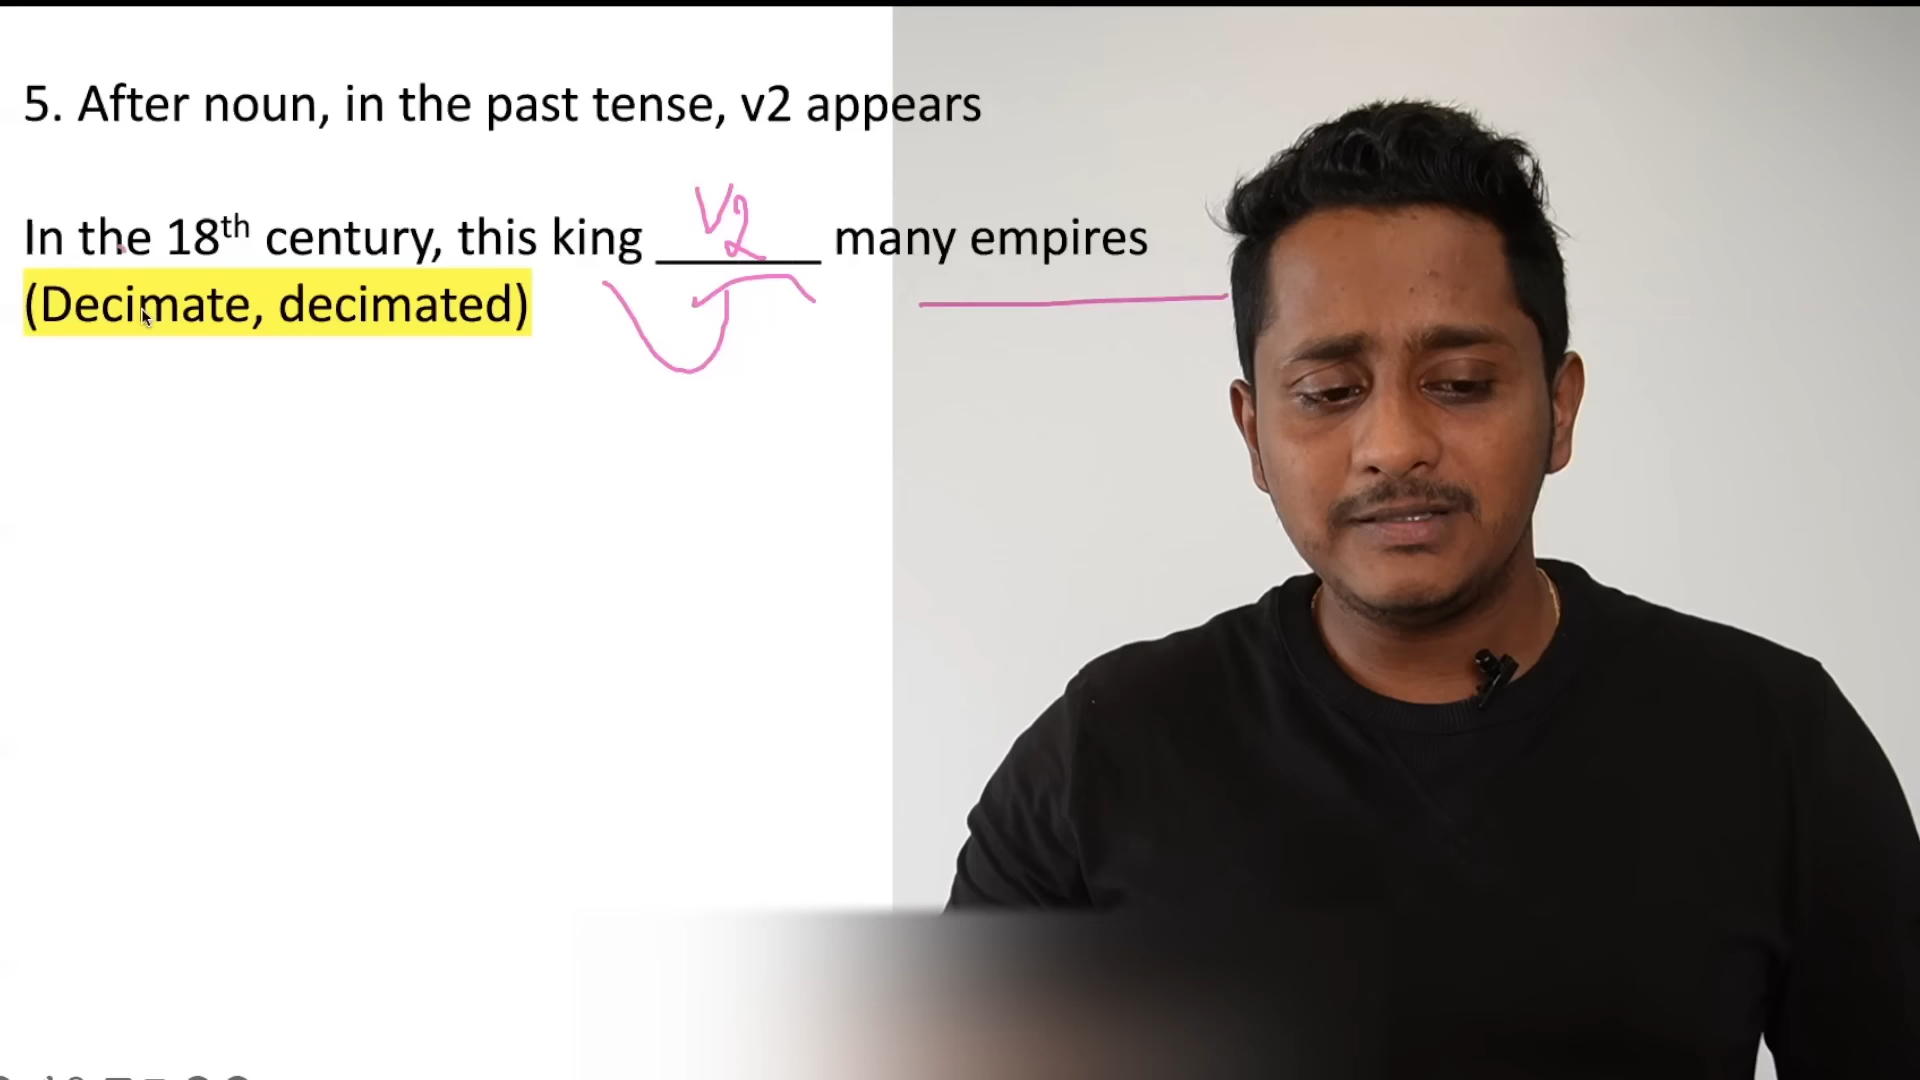 5. After noun, in the past tense, v2 appears
V2
In the 18th century, this king ______ many empires
(Decimate, decimated)